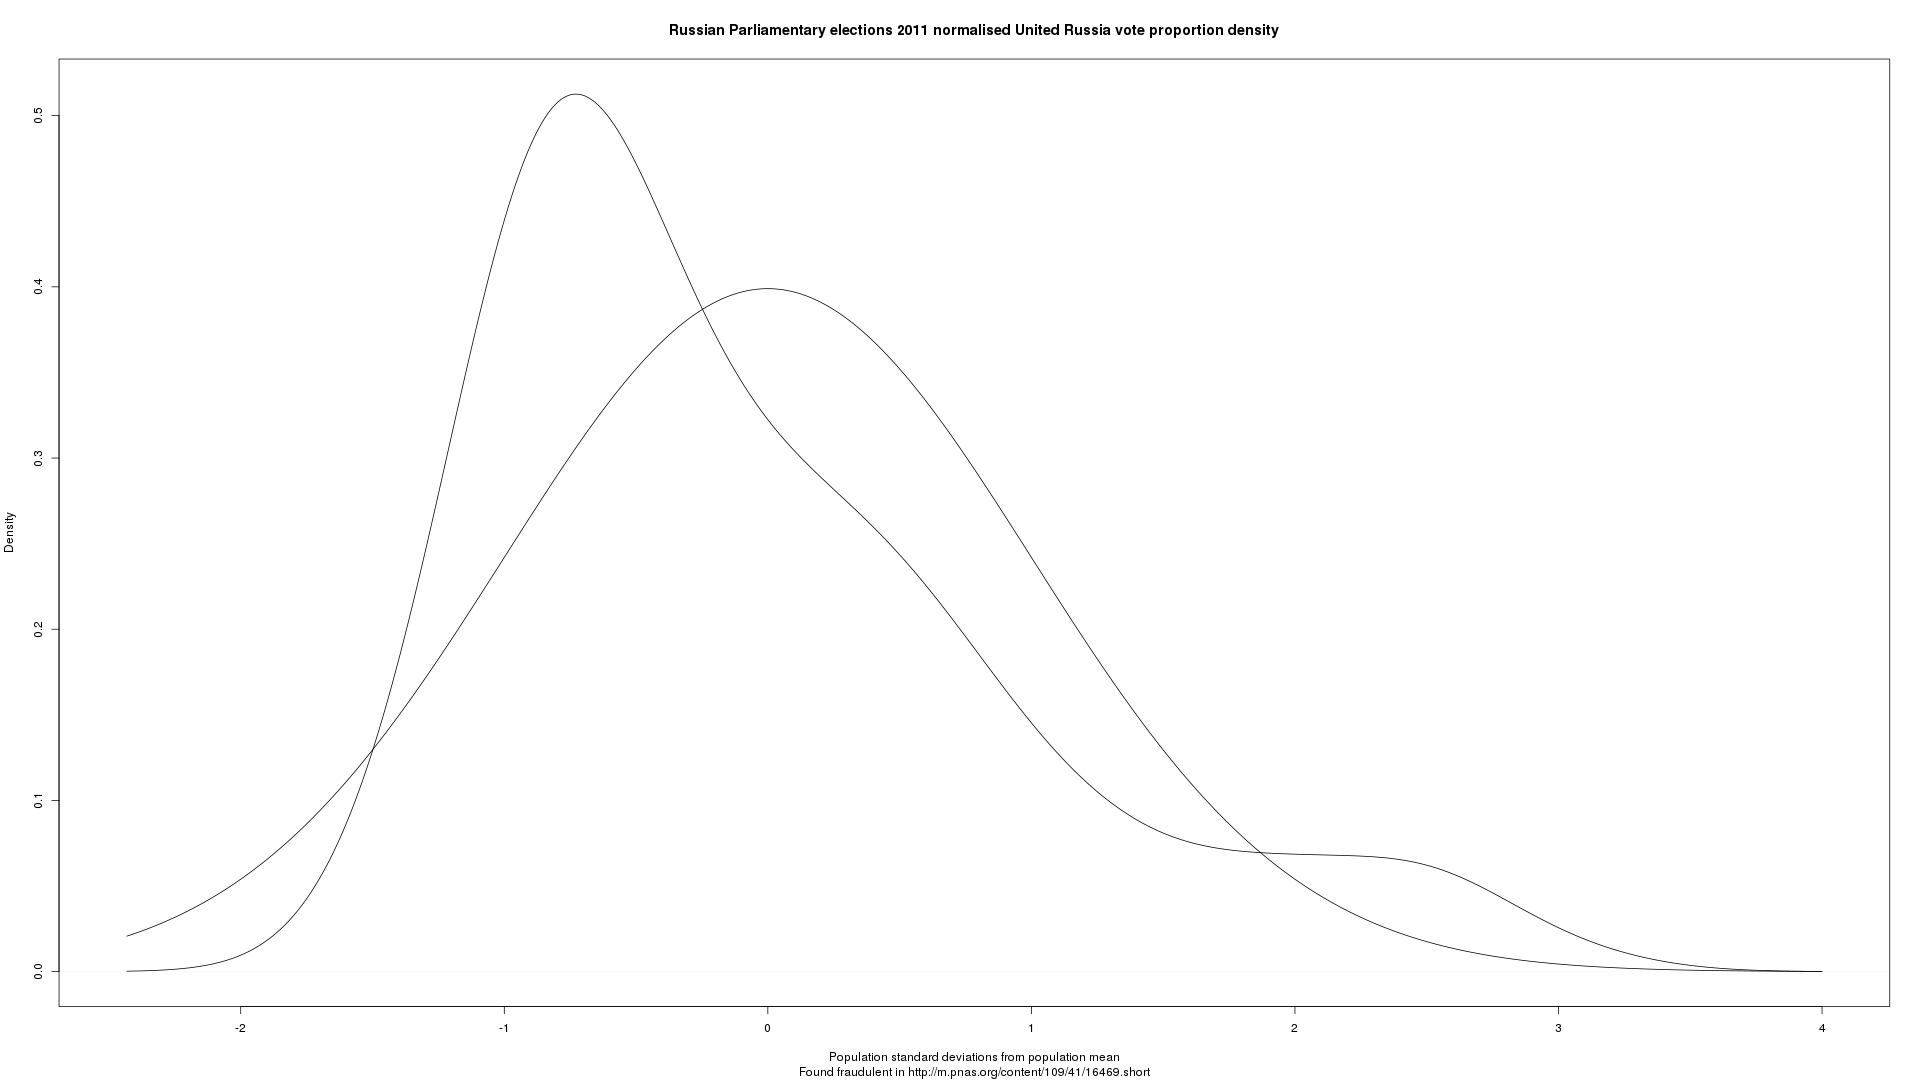 Russian Parliamentary elections 2011 normalised United Russia vote proportion density
0.5
0.4
0.3
0.2
0.1
0.0
Density
-2 -1 0 1 2 3 4
Population standard deviations from population mean
Found fraudulent in http://m.pnas.org/content/109/41/16469.short